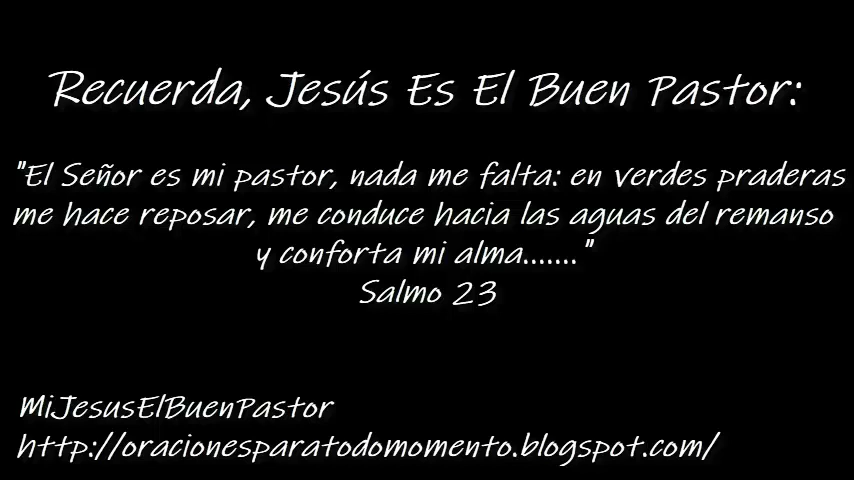 Recuerda, Jesús Es El Buen Pastor:
"El Señor es mi pastor, nada me falta: en verdes praderas
me hace reposar, me conduce hacia las aguas del remanso
y conforta mi alma......."
Salmo 23
MiJesusElBuenPastor
http://oracionesparatodomomento.blogspot.com/